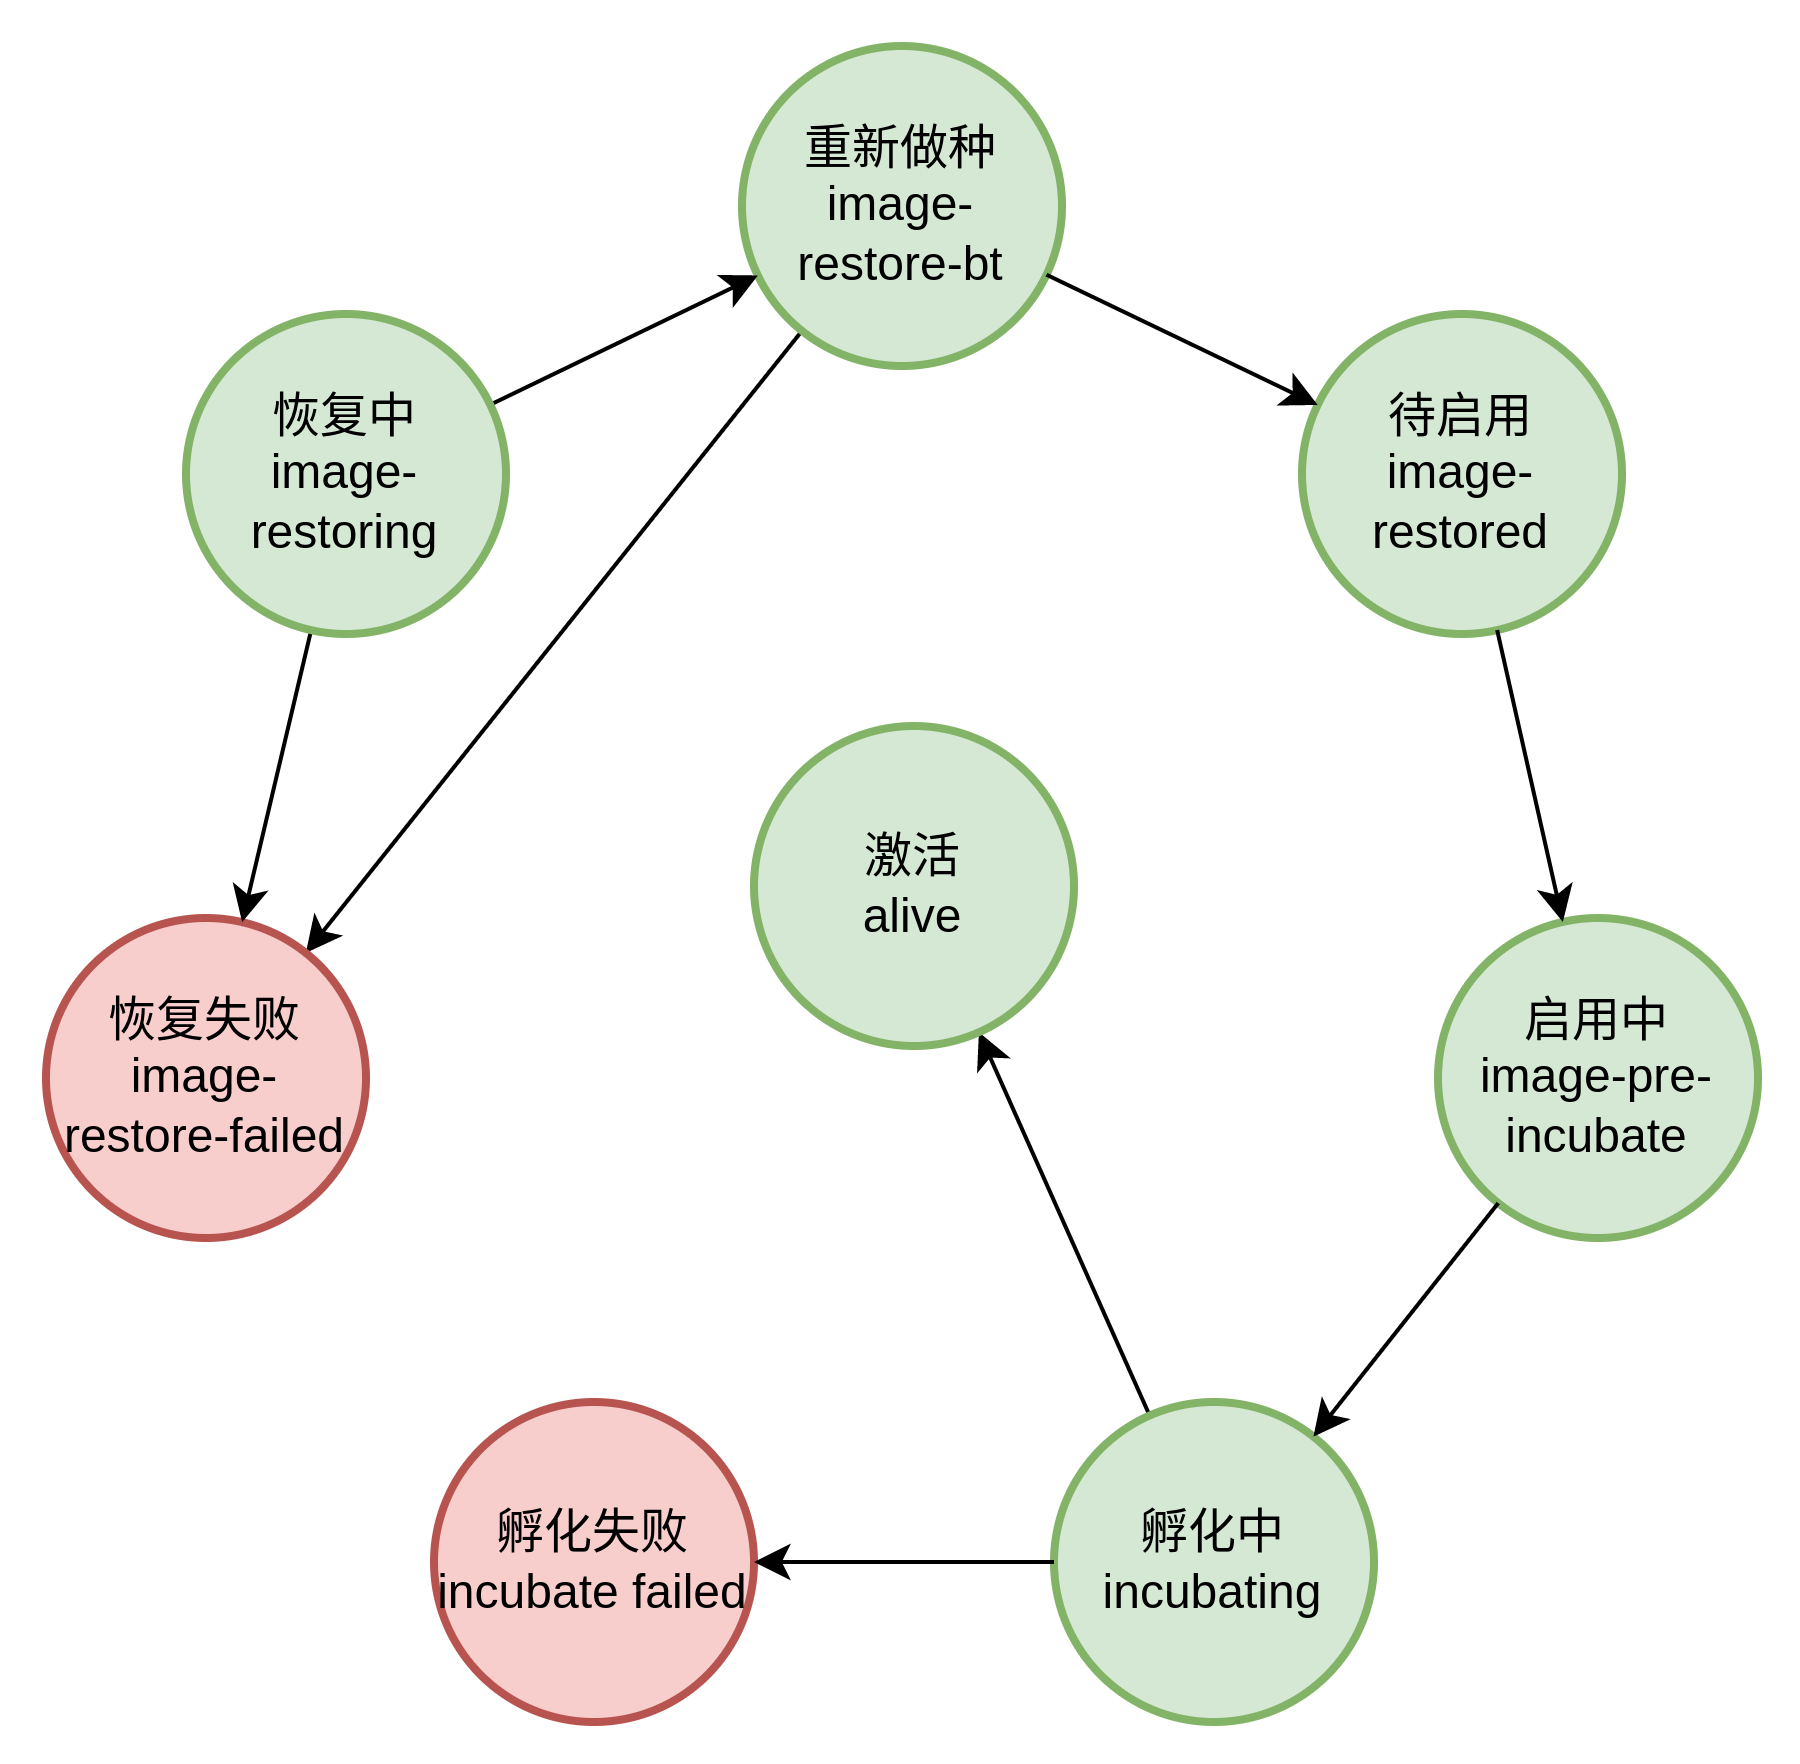 重新做种
image-
restore-bt
恢复中
image-
restoring
待启用
image-
restored
激活
alive
恢复失败
image-
restore-failed
启用中
image-pre-
incubate
孵化失败
incubate failed
孵化中
incubating